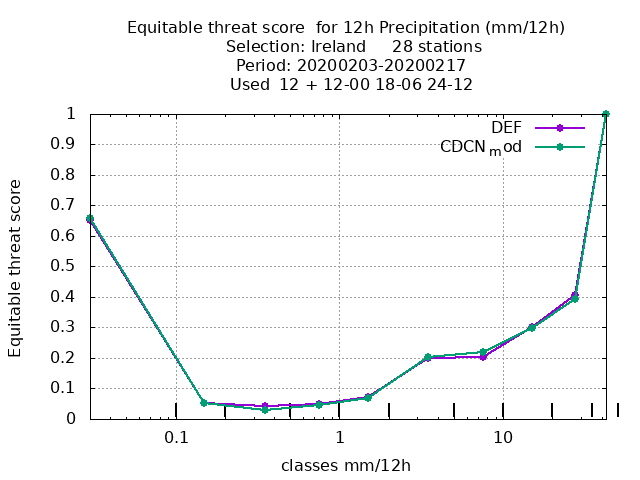 Equitable threat score  for 12h Precipitation (mm/12h)
Selection: Ireland     28 stations
Period: 20200203-20200217
Used  12 + 12-00 18-06 24-12
DEF
CDCNmod
1
0.9
0.8
0.7
0.6
0.5
0.4
0.3
0.2
0.1
0
Equitable threat score
0.1 1 10
classes mm/12h